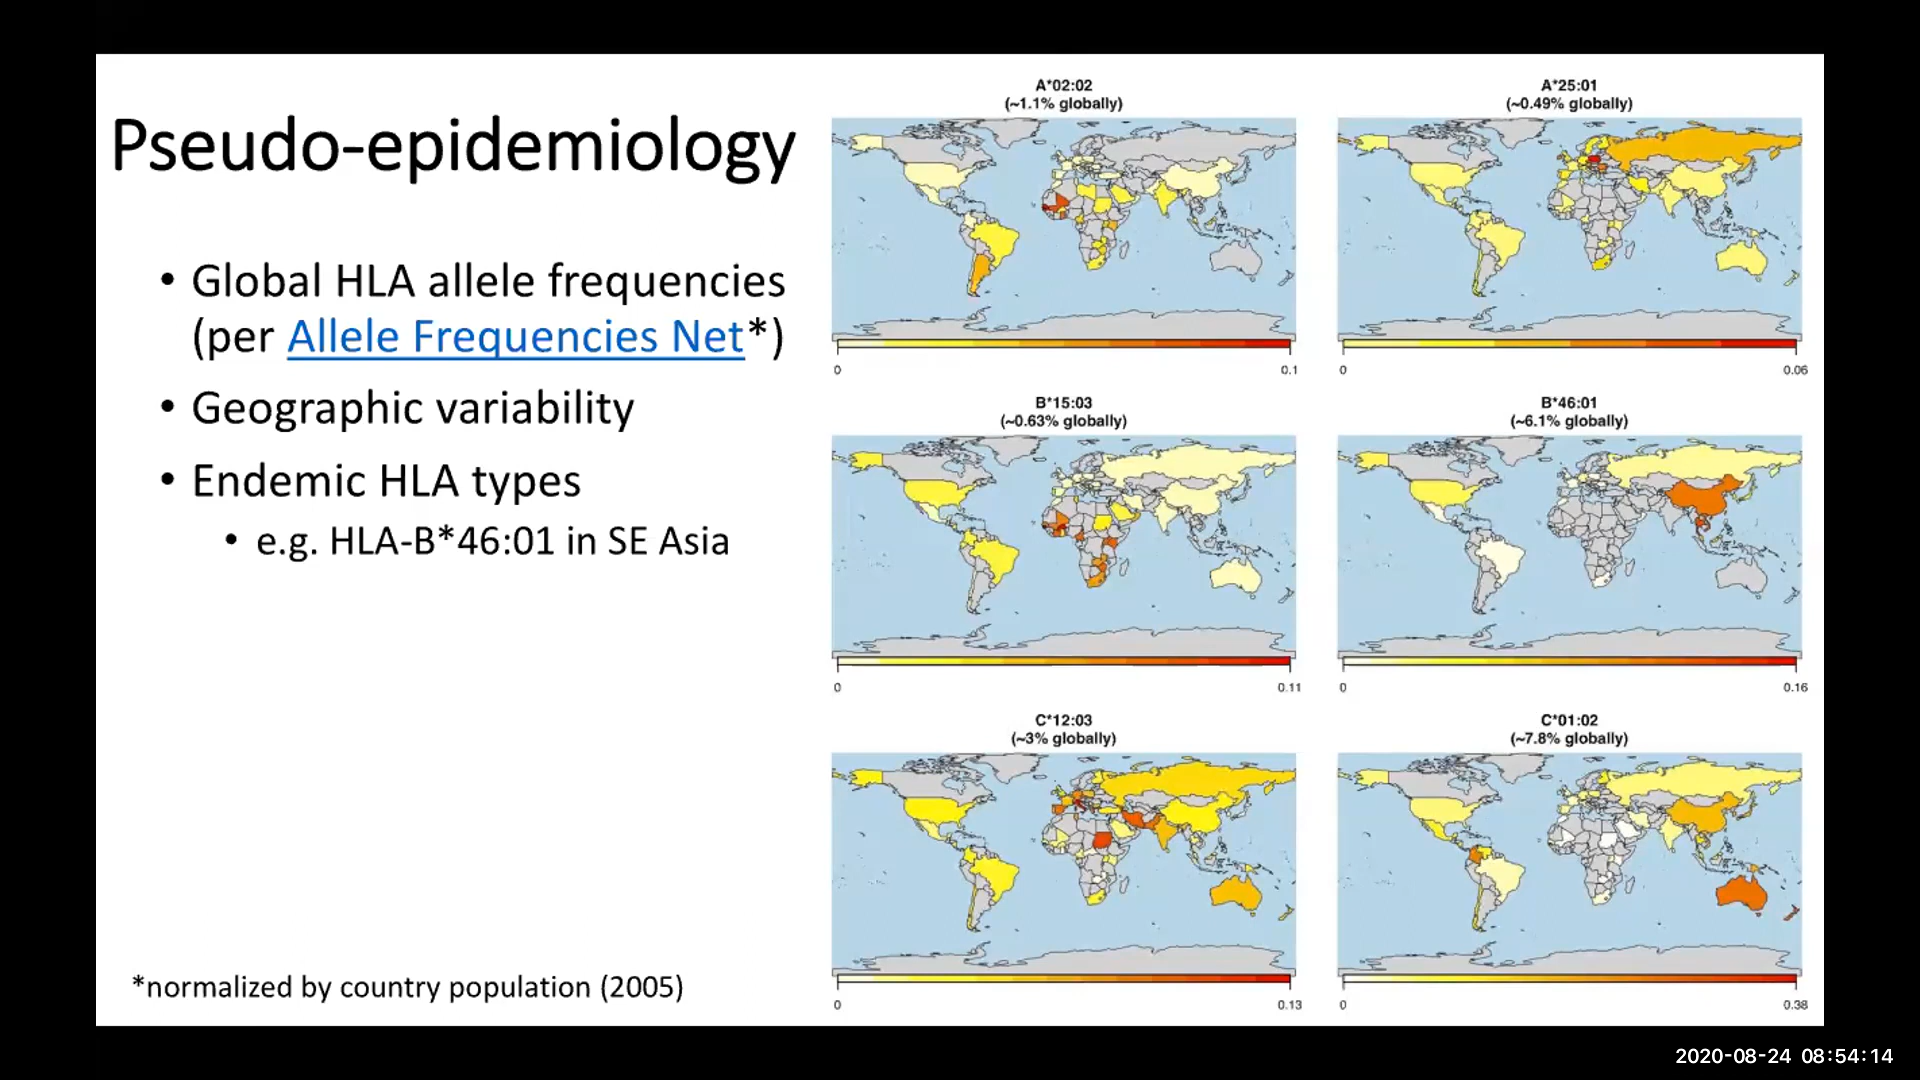 Pseudo-epidemiology
• Global HLA allele frequencies
(per Allele Frequencies Net*)
• Geographic variability
• Endemic HLA types
• e.g. HLA-B*46:01 in SE Asia
*normalized by country population (2005)
A*02:02
(~1.1% globally)
0 0.1
A*25:01
(~0.49% globally)
0 0.06
B*15:03
(~0.63% globally)
0 0.11
B*46:01
(~6.1% globally)
0 0.16
C*12:03
(~3% globally)
0 0.13
C*01:02
(~7.8% globally)
0 0.38
2020-08-24 08:54:14